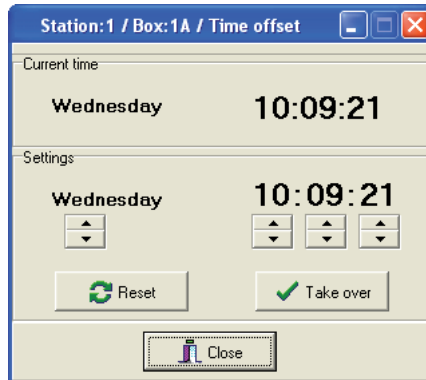 Station:1 / Box:1A / Time offset
Current time
Wednesday 10:09:21
Settings
Wednesday 10:09:21
Reset Take over
Close